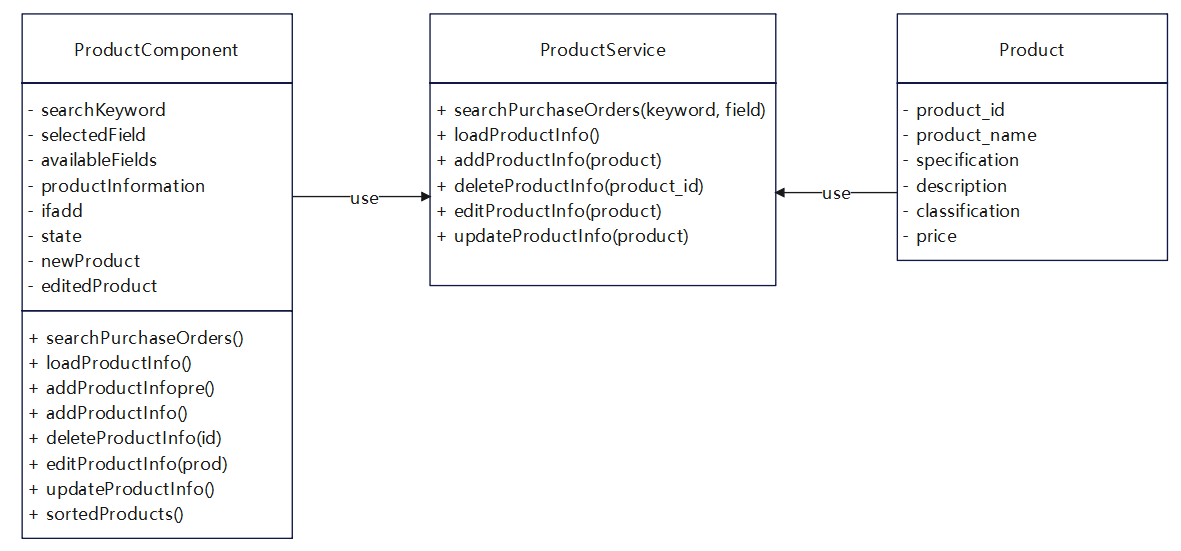 ProductComponent
- searchKeyword
- selectedField
- availableFields
- productInformation
- ifadd
- state
- newProduct
- editedProduct
+ searchPurchaseOrders()
+ loadProductInfo()
+ addProductInfopre()
+ addProductInfo()
+ deleteProductInfo(id)
+ editProductInfo(prod)
+ updateProductInfo()
+ sortedProducts()
use
ProductService
+ searchPurchaseOrders(keyword, field)
+ loadProductInfo()
+ addProductInfo(product)
+ deleteProductInfo(product_id)
+ editProductInfo(product)
+ updateProductInfo(product)
use
Product
- product_id
- product_name
- specification
- description
- classification
- price